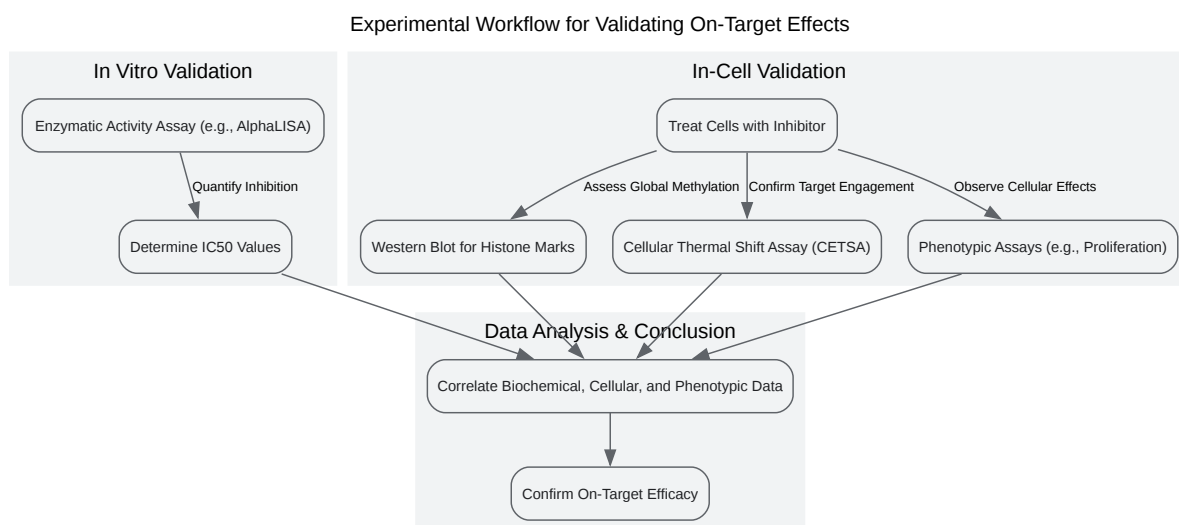 Experimental Workflow for Validating On-Target Effects
In Vitro Validation
Enzymatic Activity Assay (e.g., AlphaLISA)
Quantify Inhibition
Determine IC50 Values
In-Cell Validation
Treat Cells with Inhibitor
Assess Global Methylation
Confirm Target Engagement
Observe Cellular Effects
Western Blot for Histone Marks
Cellular Thermal Shift Assay (CETSA)
Phenotypic Assays (e.g., Proliferation)
Data Analysis & Conclusion
Correlate Biochemical, Cellular, and Phenotypic Data
Confirm On-Target Efficacy